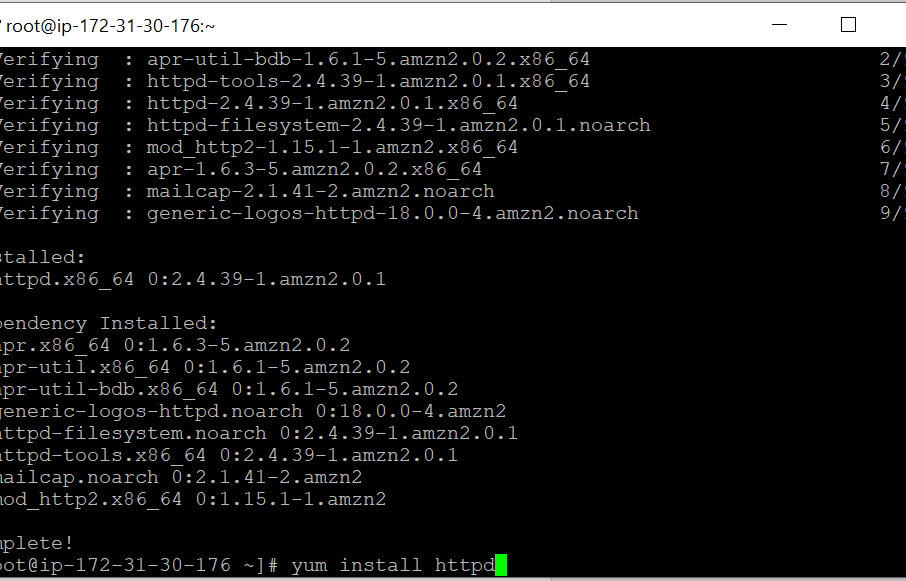 root@ip-172-31-30-176:~
erifying : apr-util-bdb-1.6.1-5.amzn2.0.2.x86_64 2/
erifying : httpd-tools-2.4.39-1.amzn2.0.1.x86_64 3/
erifying : httpd-2.4.39-1.amzn2.0.1.x86_64 4/
erifying : httpd-filesystem-2.4.39-1.amzn2.0.1.noarch 5/
erifying : mod_http2-1.15.1-1.amzn2.x86_64 6/
erifying : apr-1.6.3-5.amzn2.0.2.x86_64 7/
erifying : mailcap-2.1.41-2.amzn2.noarch 8/
erifying : generic-logos-httpd-18.0.0-4.amzn2.noarch 9/
stalled:
httpd.x86_64 0:2.4.39-1.amzn2.0.1
pendency Installed:
apr.x86_64 0:1.6.3-5.amzn2.0.2
apr-util.x86_64 0:1.6.1-5.amzn2.0.2
apr-util-bdb.x86_64 0:1.6.1-5.amzn2.0.2
generic-logos-httpd.noarch 0:18.0.0-4.amzn2
httpd-filesystem.noarch 0:2.4.39-1.amzn2.0.1
httpd-tools.x86_64 0:2.4.39-1.amzn2.0.1
mailcap.noarch 0:2.1.41-2.amzn2
mod_http2.x86_64 0:1.15.1-1.amzn2
mplete!
oot@ip-172-31-30-176 ~]# yum install httpd